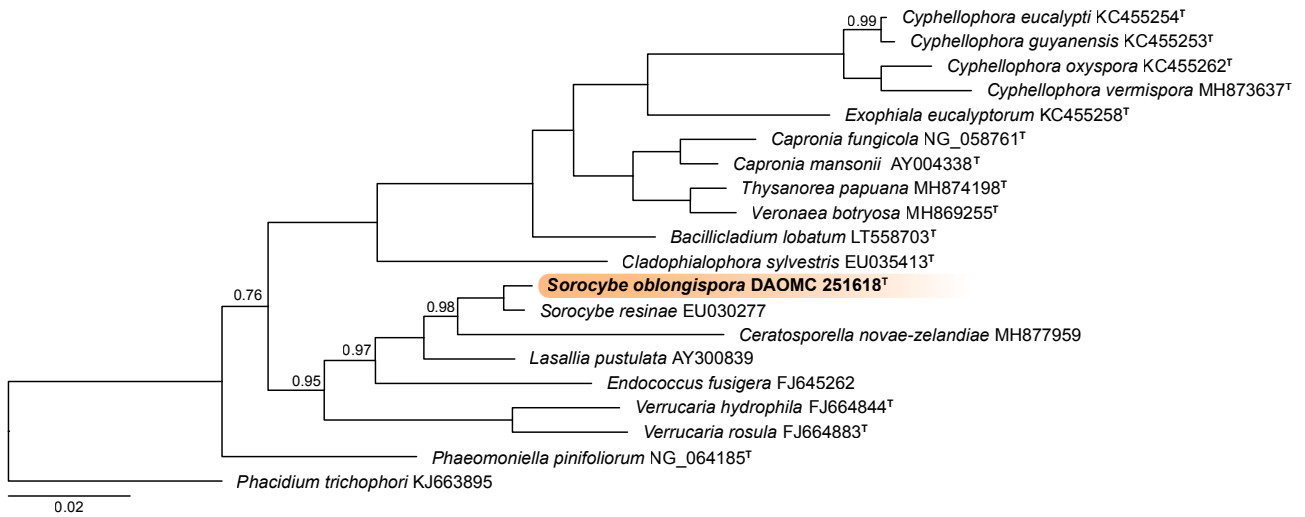 0.99
Cyphellophora eucalypti KC455254ᵀ
Cyphellophora guyanensis KC455253ᵀ
Cyphellophora oxyspora KC455262ᵀ
Cyphellophora vermispora MH873637ᵀ
Exophiala eucalyptorum KC455258ᵀ
Capronia fungicola NG_058761ᵀ
Capronia mansonii AY004338ᵀ
Thysanorea papuana MH874198ᵀ
Veronaea botryosa MH869255ᵀ
Bacillicladium lobatum LT558703ᵀ
Cladophialophora sylvestris EU035413ᵀ
Sorocybe oblongispora DAOMC 251618ᵀ
0.76
0.98
Sorocybe resinae EU030277
Ceratosporella novae-zelandiae MH877959
0.97
Lasallia pustulata AY300839
0.95
Endococcus fusigera FJ645262
Verrucaria hydrophila FJ664844ᵀ
Verrucaria rosula FJ664883ᵀ
Phaeomoniella pinifoliorum NG_064185ᵀ
Phacidium trichophori KJ663895
0.02